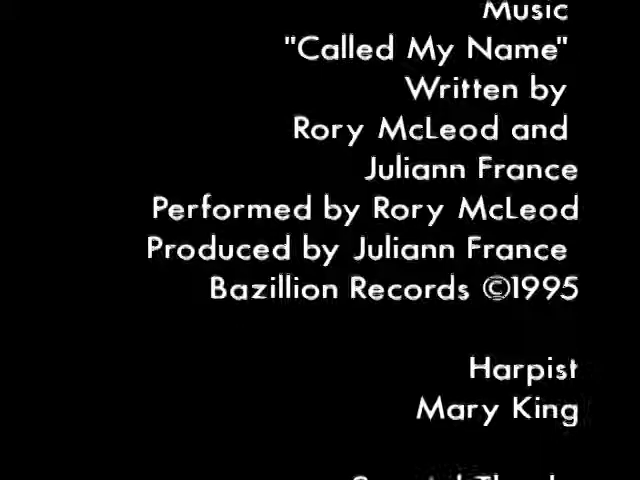 Music
"Called My Name"
Written by
Rory McLeod and
Juliann France
Performed by Rory McLeod
Produced by Juliann France
Bazillion Records ©1995
Harpist
Mary King